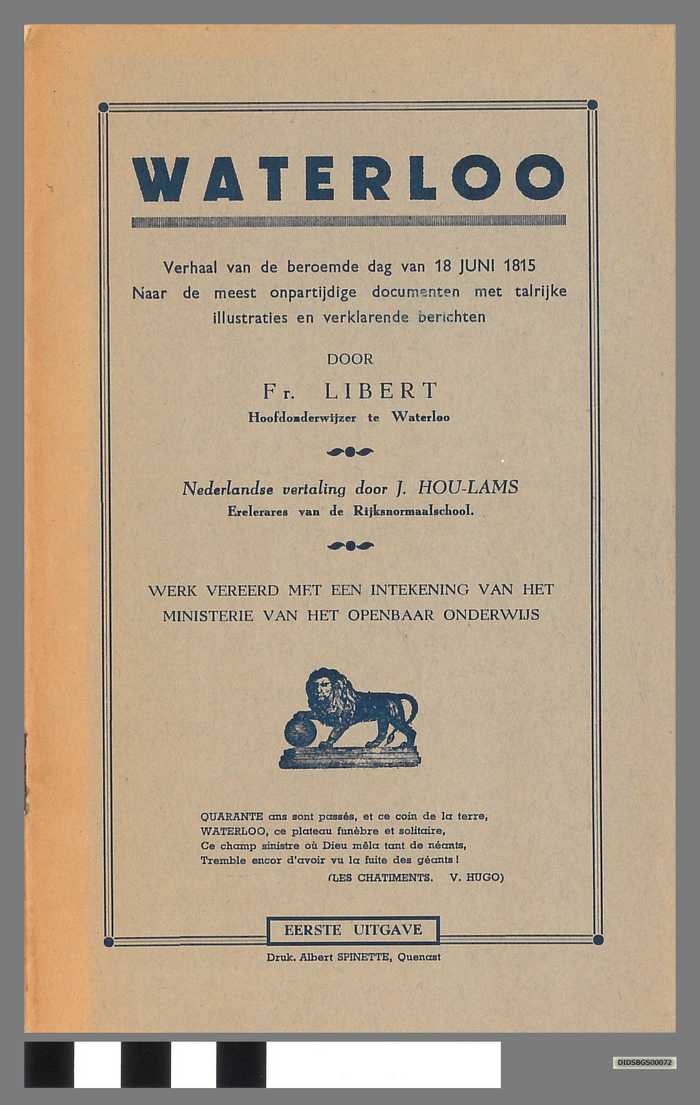 WATERLOO
Verhaal van de beroemde dag van 18 JUNI 1815
Naar de meest onpartijdige documenten met talrijke
illustraties en verklarende berichten
DOOR
Fr. LIBERT
Hoofdonderwijzer te Waterloo
Nederlandse vertaling door J. HOU-LAMS
Erelerares van de Rijksnormaalschool.
WERK VEREERD MET EEN INTEKENING VAN HET
MINISTERIE VAN HET OPENBAAR ONDERWIJS
QUARANTE ans sont passés, et ce coin de la terre,
WATERLOO, ce plateau funèbre et solitaire,
Ce champ sinistre où Dieu mêla tant de néants,
Tremble encor d'avoir vu la fuite des géants !
(LES CHATIMENTS. V. HUGO)
EERSTE UITGAVE
Druk. Albert SPINETTE, Quenast
DIDSBGS00072